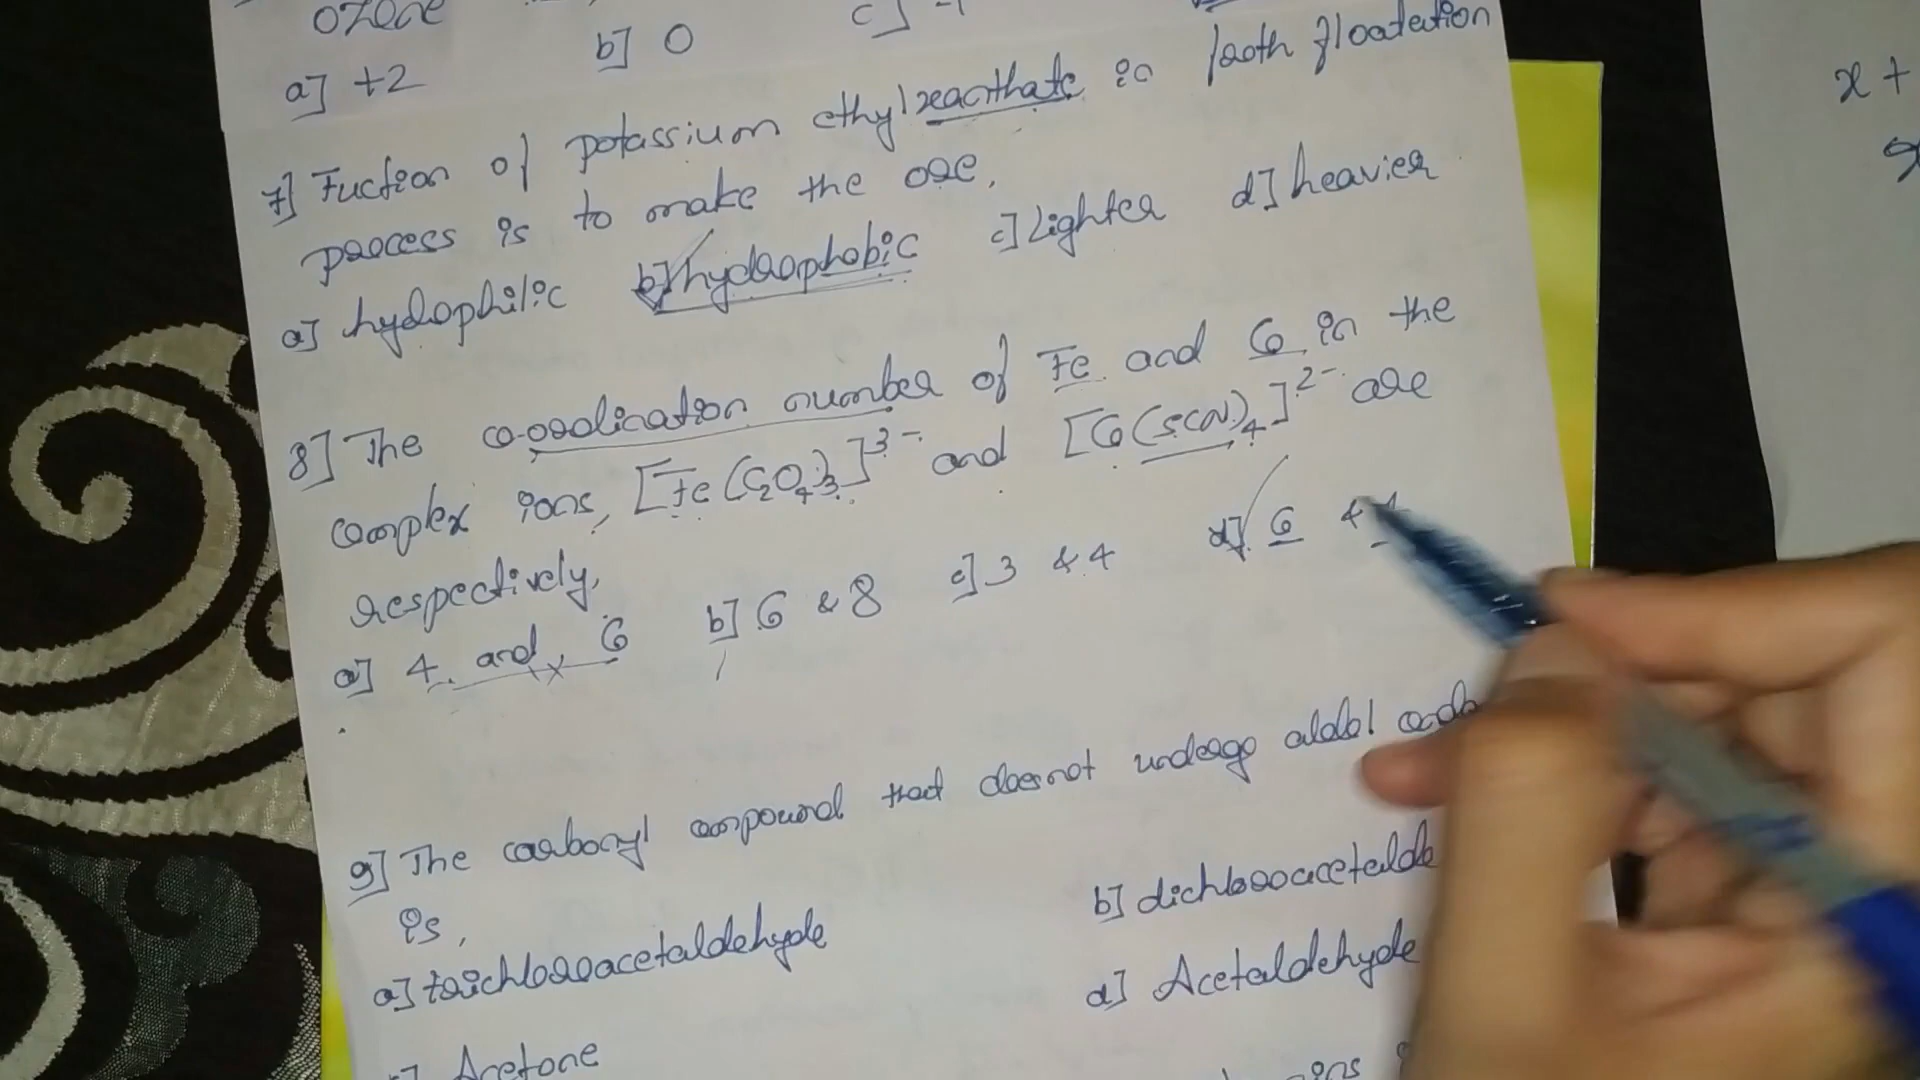 ozone
a] +2 b] 0 c] -1
x +
7] Fuction of potassium ethyl xeanthate in froth floatation
process is to make the ore.
a] hydrophilic b] hydrophobic c] Lighter d] heavier
8] The co-ordination number of Fe and Co in the
complex ions, [Fe(C2O4)3]3- and [Co(SCN)4]2- are
respectively,
a] 4 and 6 b] 6 & 8 c] 3 & 4 d] 6 & 4
9] The carbonyl compound that does not undergo aldol
is,
a] trichloroacetaldehyde b] dichloroacetalde
Acetone d] Acetaldehyde